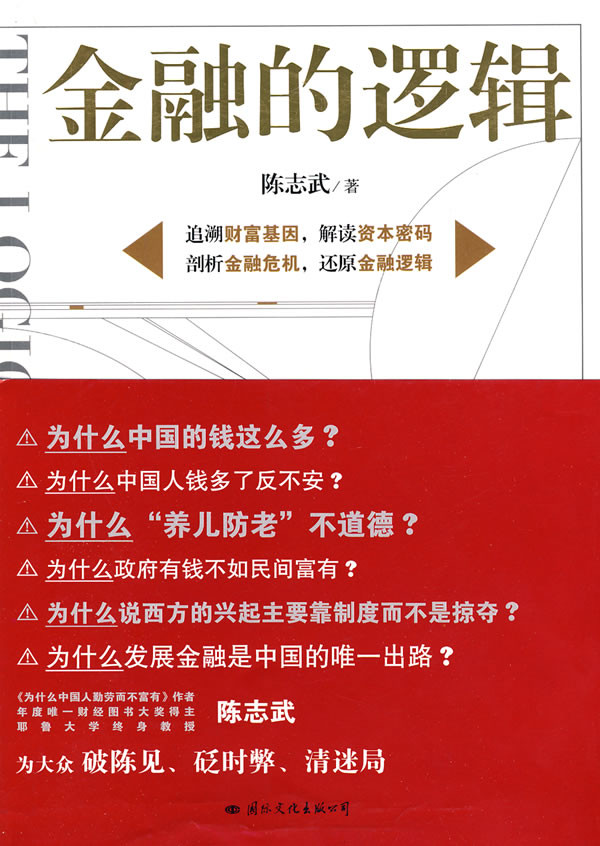 THE LOGIC
金融的逻辑
陈志武/著
追溯财富基因，解读资本密码
剖析金融危机，还原金融逻辑
为什么中国的钱这么多？
为什么中国人钱多了反不安？
为什么“养儿防老”不道德？
为什么政府有钱不如民间富有？
为什么说西方的兴起主要靠制度而不是掠夺？
为什么发展金融是中国的唯一出路？
《为什么中国人勤劳而不富有》作者
年度唯一财经图书大奖得主
耶鲁大学终身教授
陈志武
为大众 破陈见、砭时弊、清迷局
国际文化出版公司